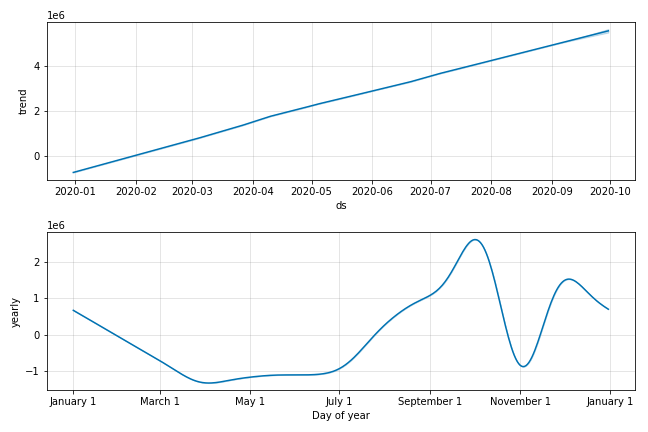 1e6
trend
4
2
0
2020-01 2020-02 2020-03 2020-04 2020-05 2020-06 2020-07 2020-08 2020-09 2020-10
ds
1e6
yearly
2
1
0
−1
January 1 March 1 May 1 July 1 September 1 November 1 January 1
Day of year